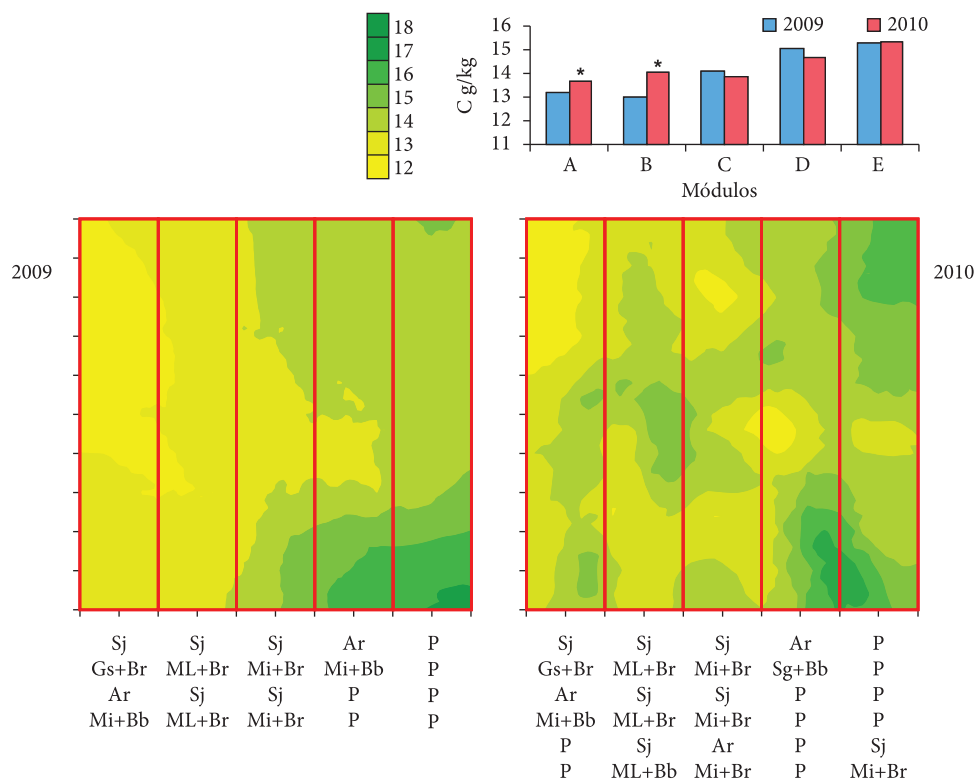 18
17
16
15
14
13
12
2009 2010
C g/kg
16
15
14
13
12
11
* *
A B C D E
Módulos
2009
2010
Sj Sj Sj Ar P
Gs+Br ML+Br Mi+Br Mi+Bb P
Ar Sj Sj P P
Mi+Bb ML+Br Mi+Br P P
Sj Sj Sj Ar P
Gs+Br ML+Br Mi+Br Sg+Bb P
Ar Sj Sj P P
Mi+Bb ML+Br Mi+Br P P
P Sj Ar P Sj
P ML+Bb Mi+Br P Mi+Br